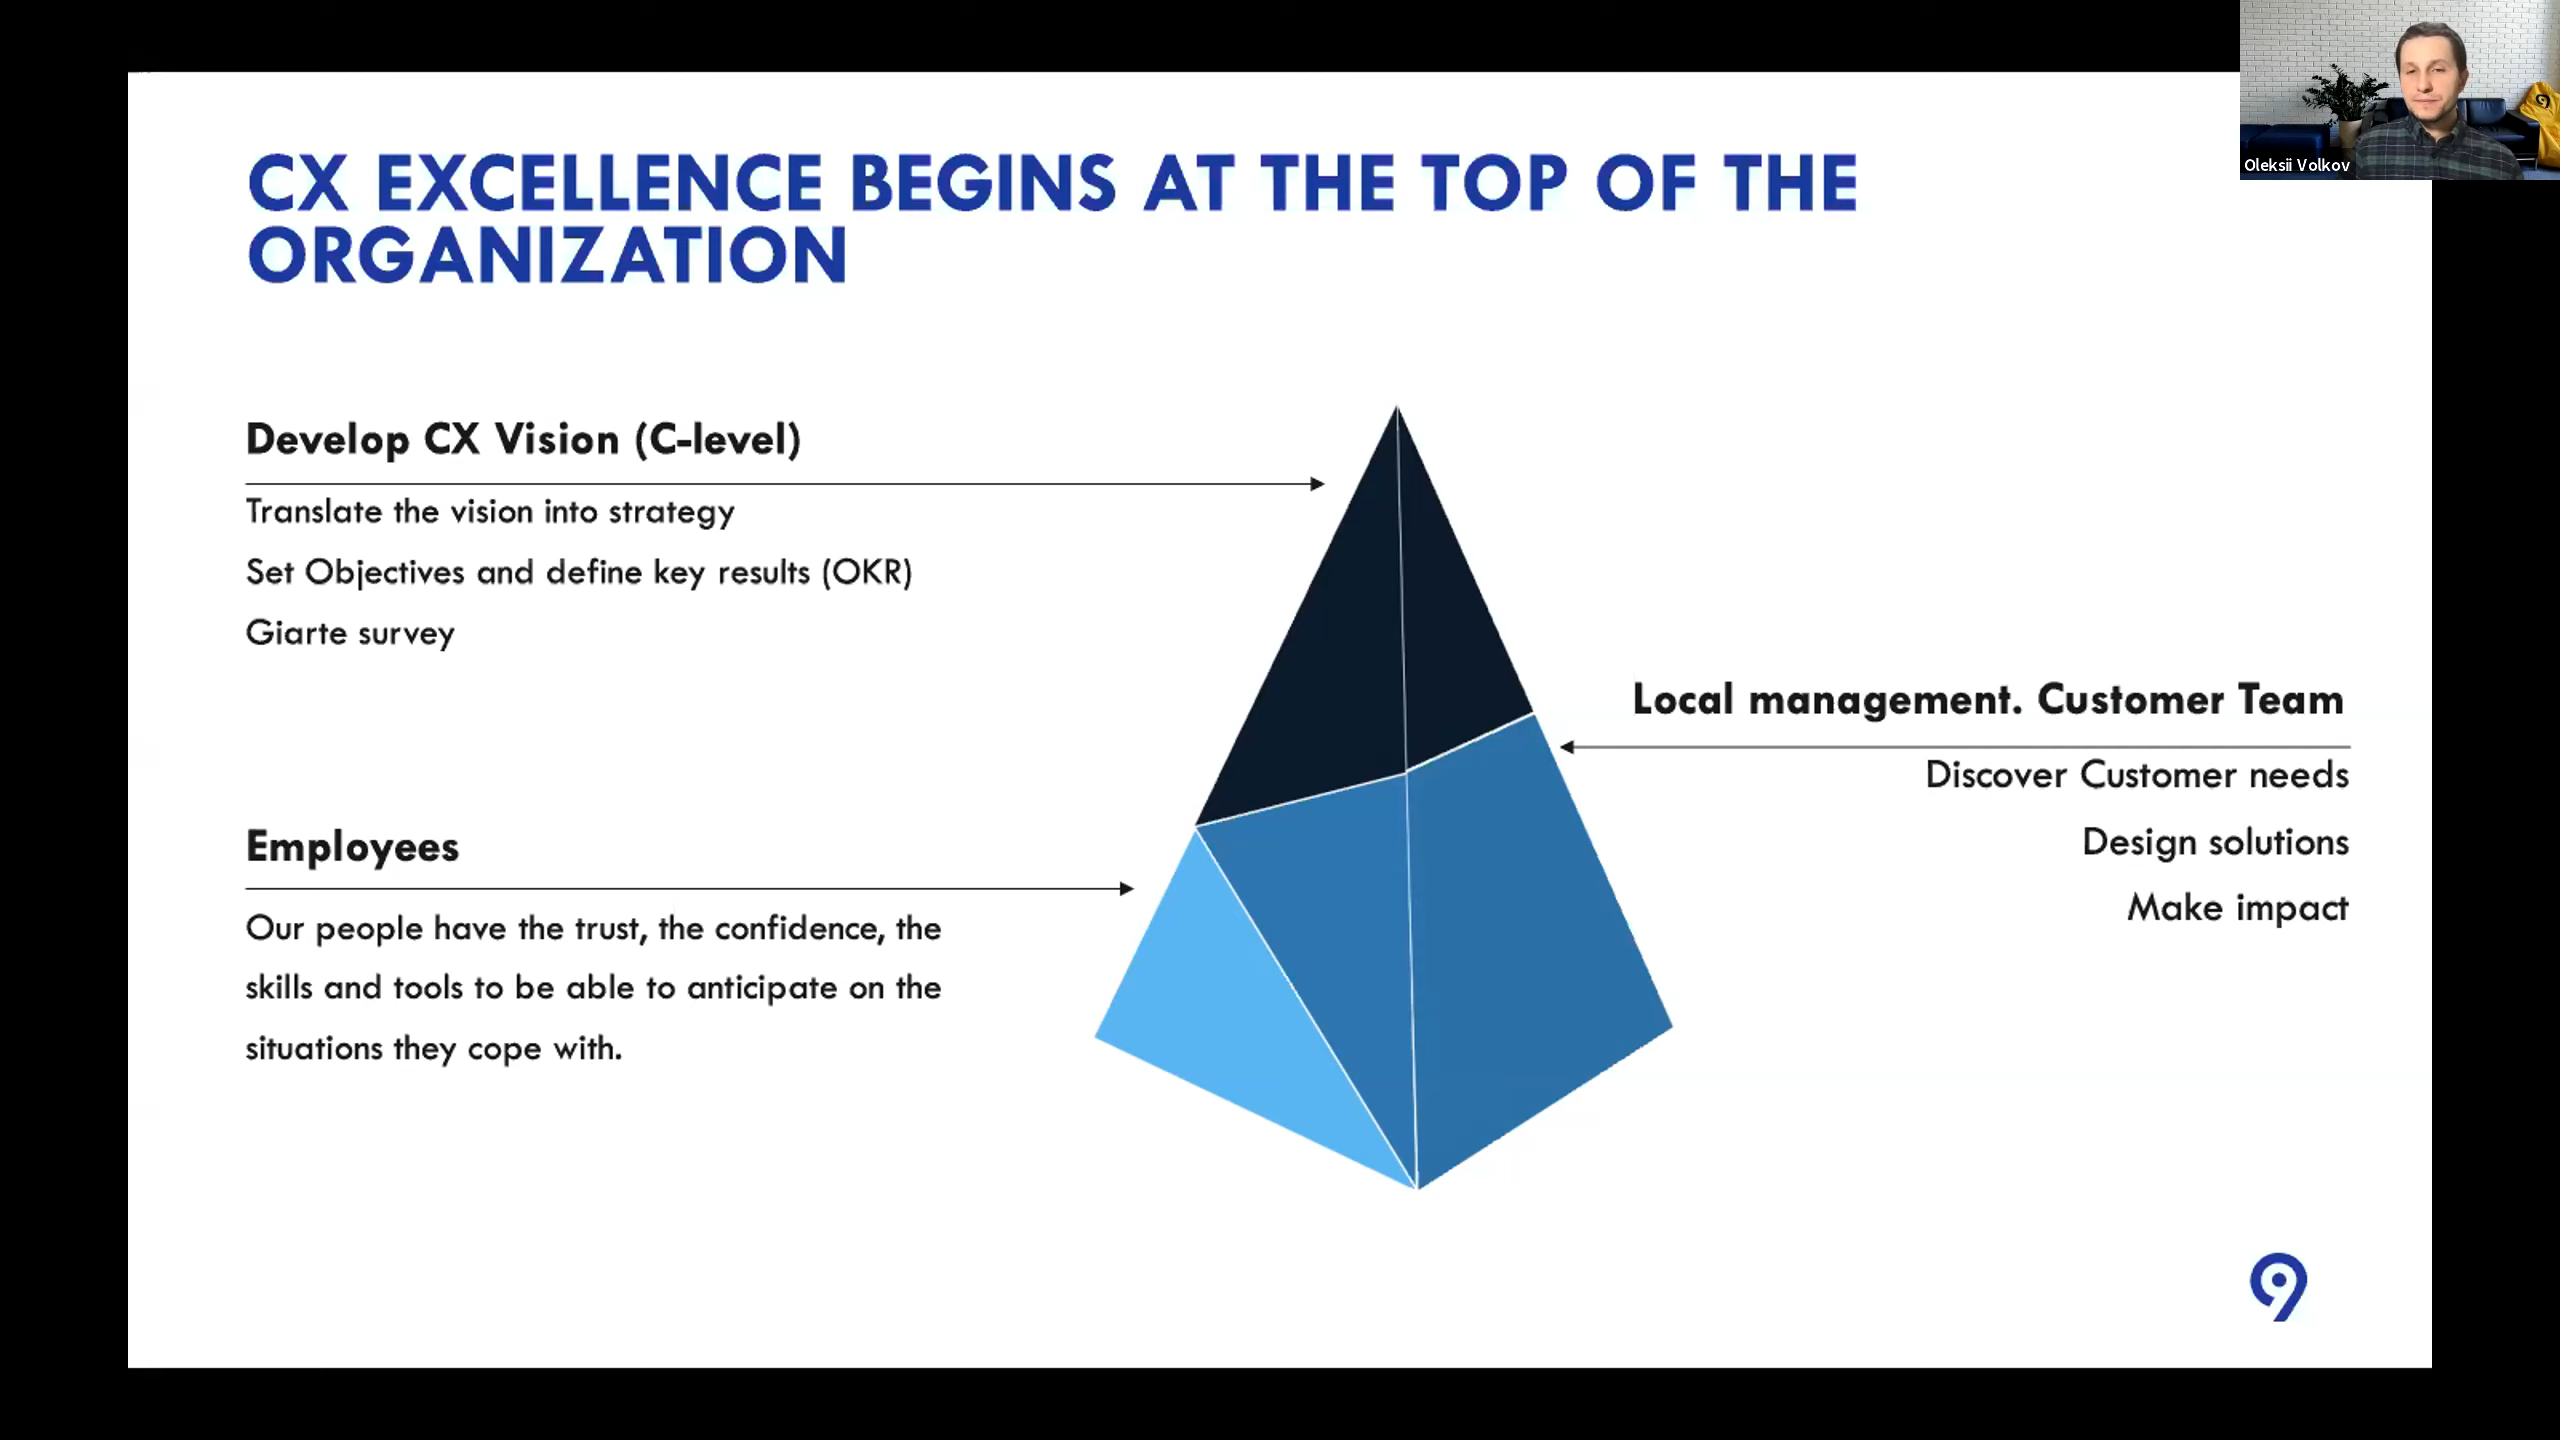 CX EXCELLENCE BEGINS AT THE TOP OF THE
ORGANIZATION
Oleksii Volkov
Develop CX Vision (C-level)
Translate the vision into strategy
Set Objectives and define key results (OKR)
Giarte survey
Local management. Customer Team
Discover Customer needs
Design solutions
Make impact
Employees
Our people have the trust, the confidence, the
skills and tools to be able to anticipate on the
situations they cope with.
9